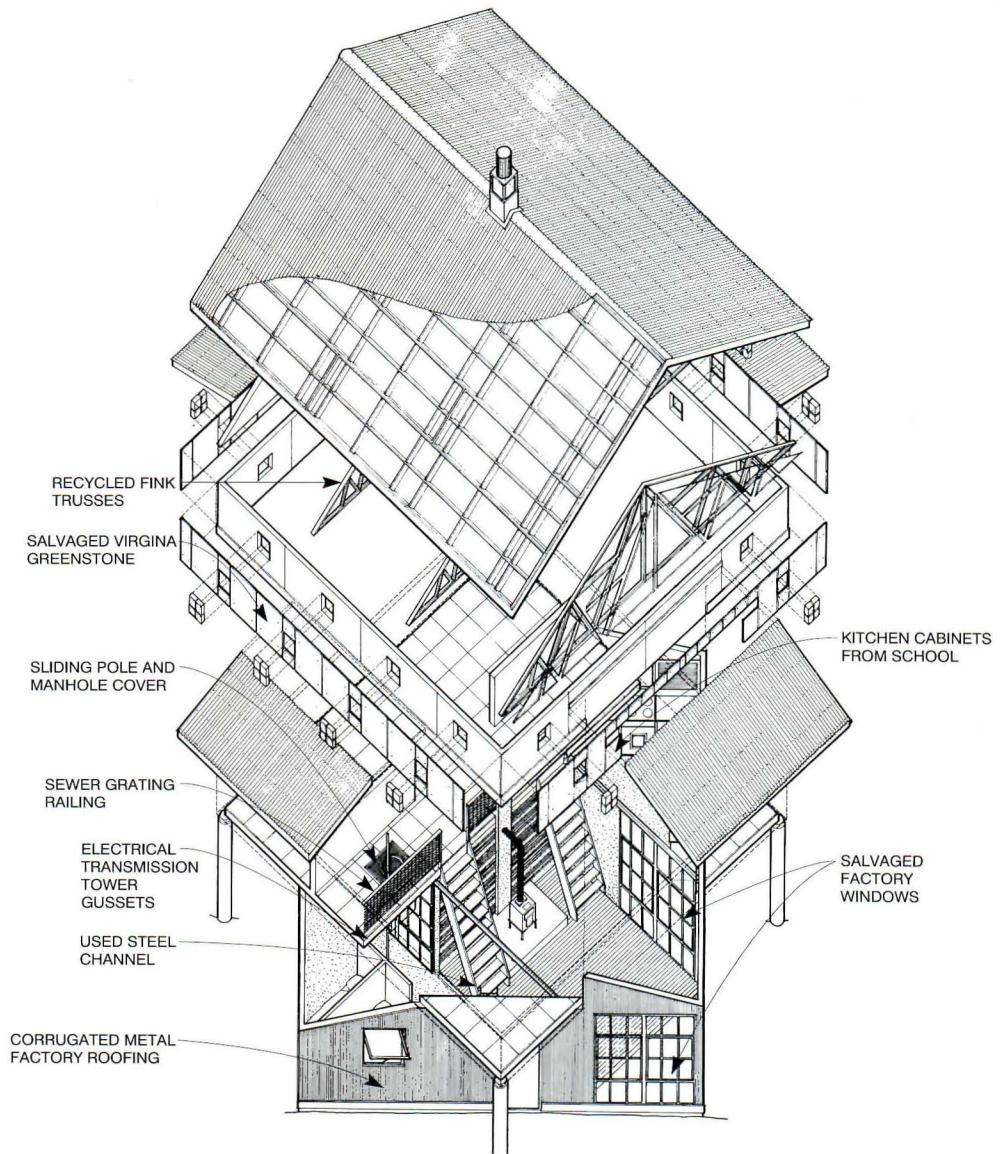 RECYCLED FINK
TRUSSES
SALVAGED VIRGINA
GREENSTONE
KITCHEN CABINETS
FROM SCHOOL
SLIDING POLE AND
MANHOLE COVER
SEWER GRATING
RAILING
ELECTRICAL
TRANSMISSION
TOWER
GUSSETS
SALVAGED
FACTORY
WINDOWS
USED STEEL
CHANNEL
CORRUGATED METAL
FACTORY ROOFING